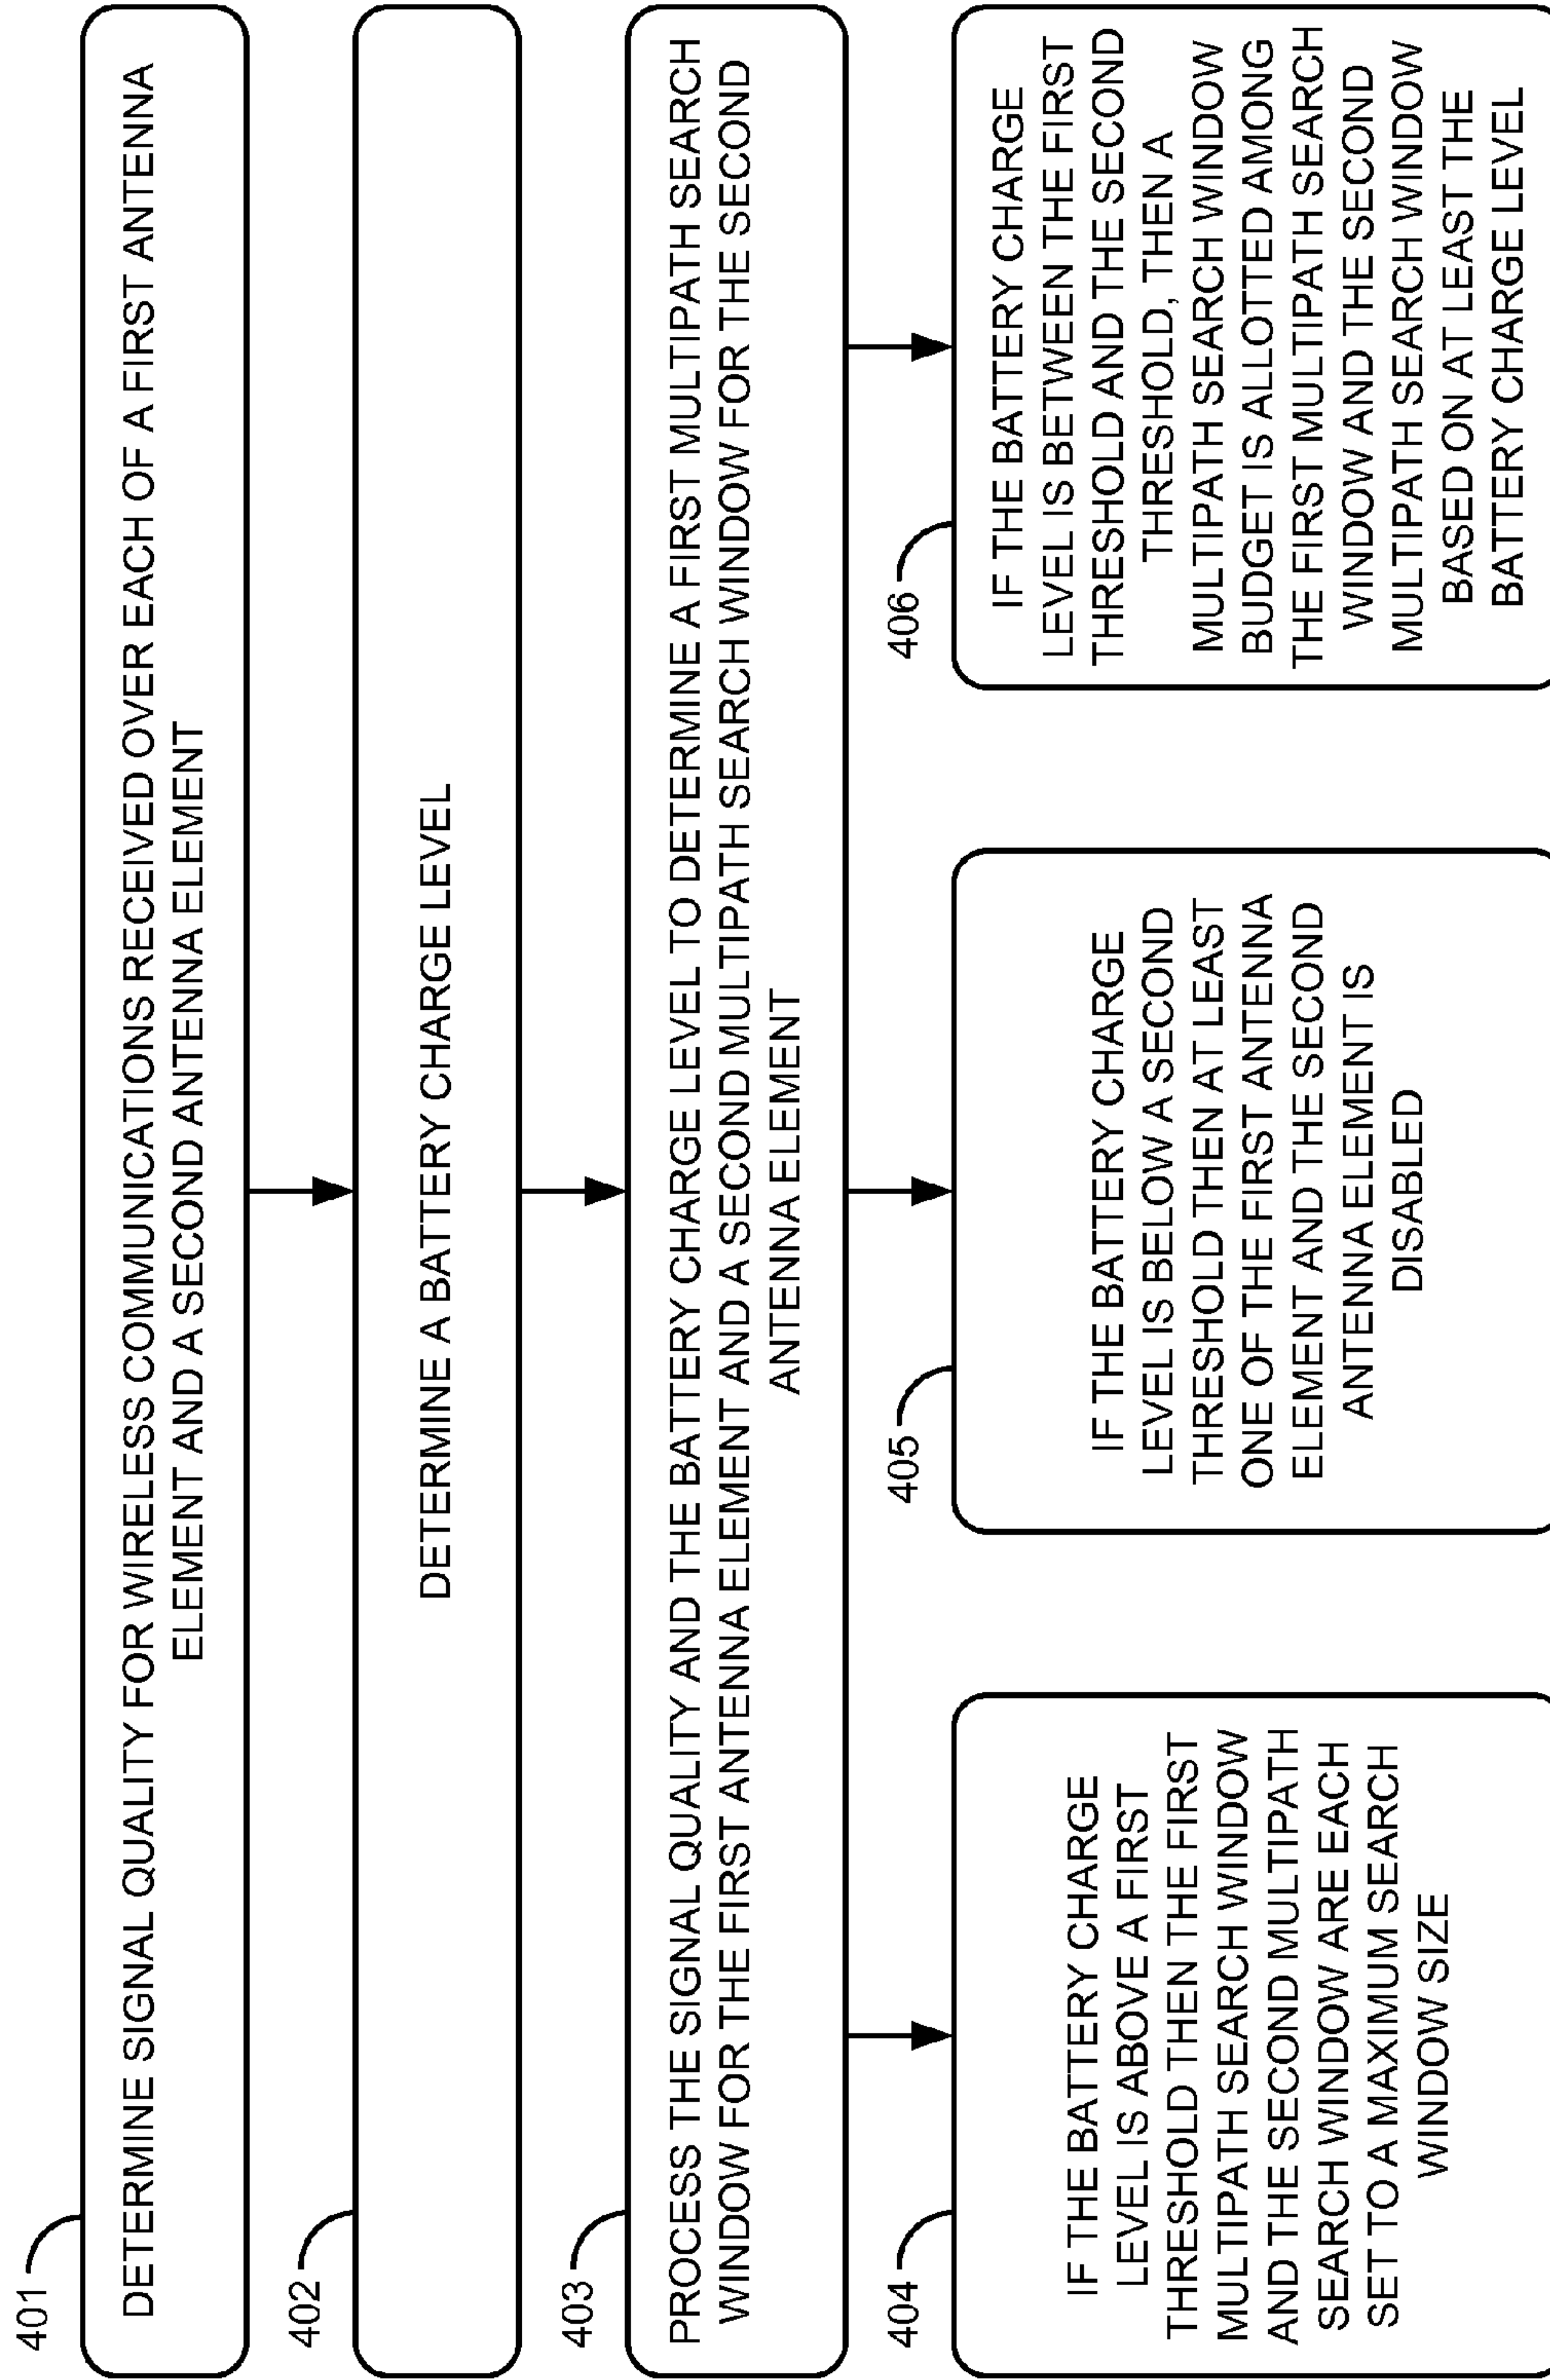 401
DETERMINE SIGNAL QUALITY FOR WIRELESS COMMUNICATIONS RECEIVED OVER EACH OF A FIRST ANTENNA
ELEMENT AND A SECOND ANTENNA ELEMENT
402
DETERMINE A BATTERY CHARGE LEVEL
403
PROCESS THE SIGNAL QUALITY AND THE BATTERY CHARGE LEVEL TO DETERMINE A FIRST MULTIPATH SEARCH
WINDOW FOR THE FIRST ANTENNA ELEMENT AND A SECOND MULTIPATH SEARCH WINDOW FOR THE SECOND
ANTENNA ELEMENT
404
IF THE BATTERY CHARGE
LEVEL IS ABOVE A FIRST
THRESHOLD THEN THE FIRST
MULTIPATH SEARCH WINDOW
AND THE SECOND MULTIPATH
SEARCH WINDOW ARE EACH
SET TO A MAXIMUM SEARCH
WINDOW SIZE
405
IF THE BATTERY CHARGE
LEVEL IS BELOW A SECOND
THRESHOLD THEN AT LEAST
ONE OF THE FIRST ANTENNA
ELEMENT AND THE SECOND
ANTENNA ELEMENT IS
DISABLED
406
IF THE BATTERY CHARGE
LEVEL IS BETWEEN THE FIRST
THRESHOLD AND THE SECOND
THRESHOLD, THEN A
MULTIPATH SEARCH WINDOW
BUDGET IS ALLOTTED AMONG
THE FIRST MULTIPATH SEARCH
WINDOW AND THE SECOND
MULTIPATH SEARCH WINDOW
BASED ON AT LEAST THE
BATTERY CHARGE LEVEL